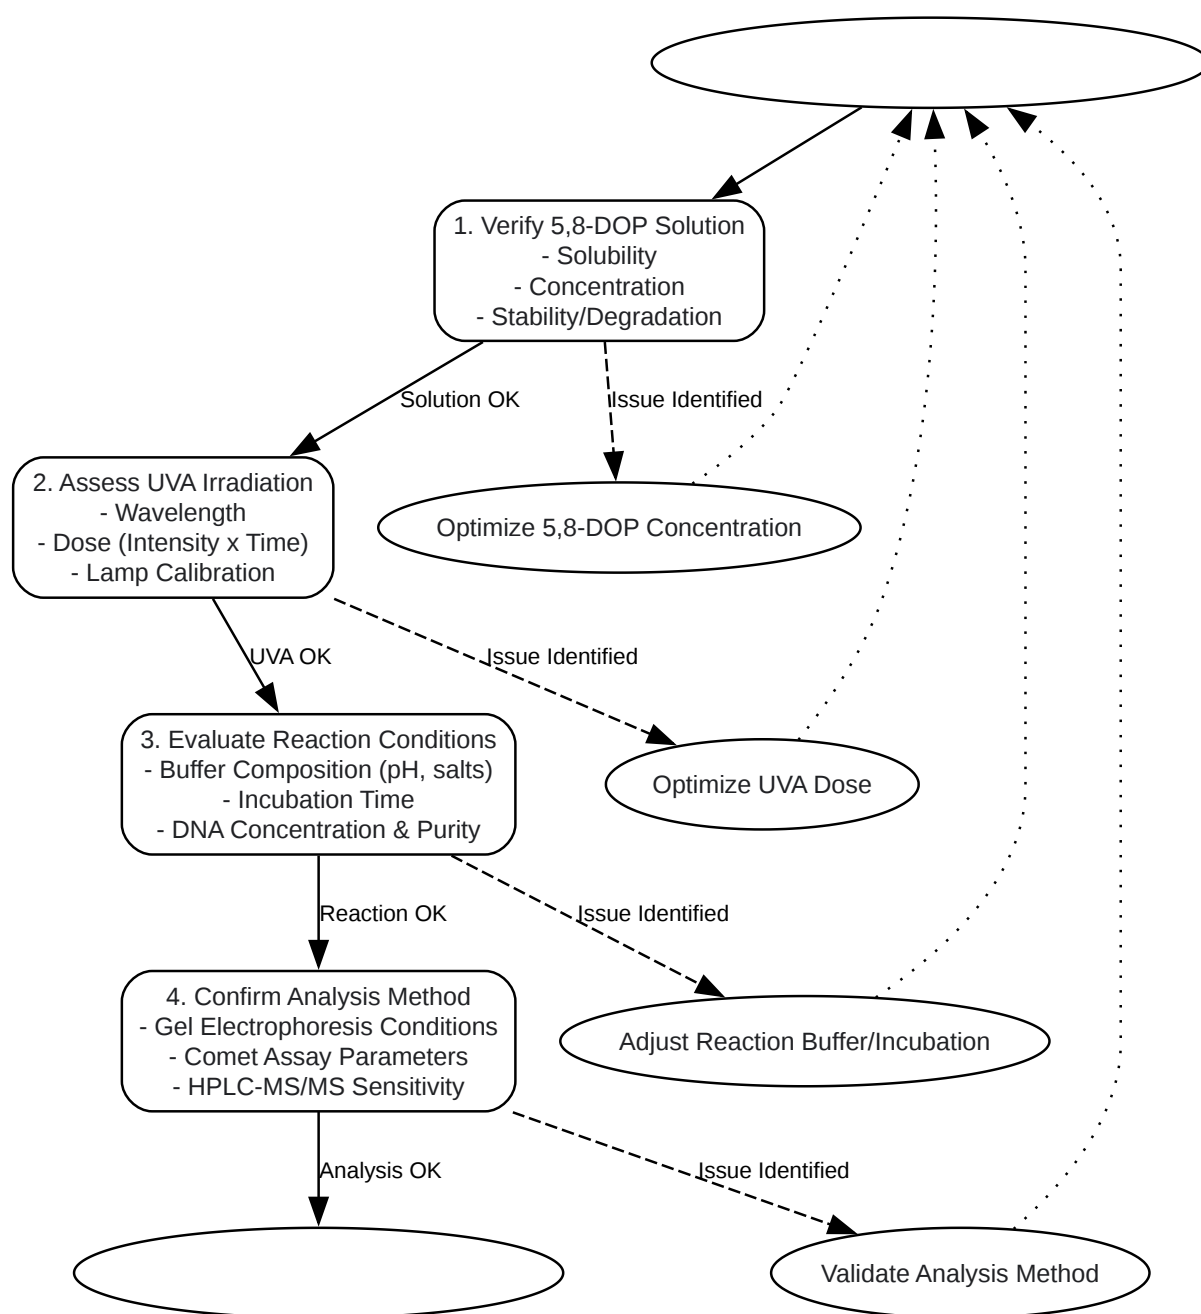 1. Verify 5,8-DOP Solution
- Solubility
- Concentration
- Stability/Degradation
Solution OK
Issue Identified
2. Assess UVA Irradiation
- Wavelength
- Dose (Intensity x Time)
- Lamp Calibration
Optimize 5,8-DOP Concentration
UVA OK
Issue Identified
3. Evaluate Reaction Conditions
- Buffer Composition (pH, salts)
- Incubation Time
- DNA Concentration & Purity
Optimize UVA Dose
Reaction OK
Issue Identified
4. Confirm Analysis Method
- Gel Electrophoresis Conditions
- Comet Assay Parameters
- HPLC-MS/MS Sensitivity
Adjust Reaction Buffer/Incubation
Analysis OK
Issue Identified
Validate Analysis Method